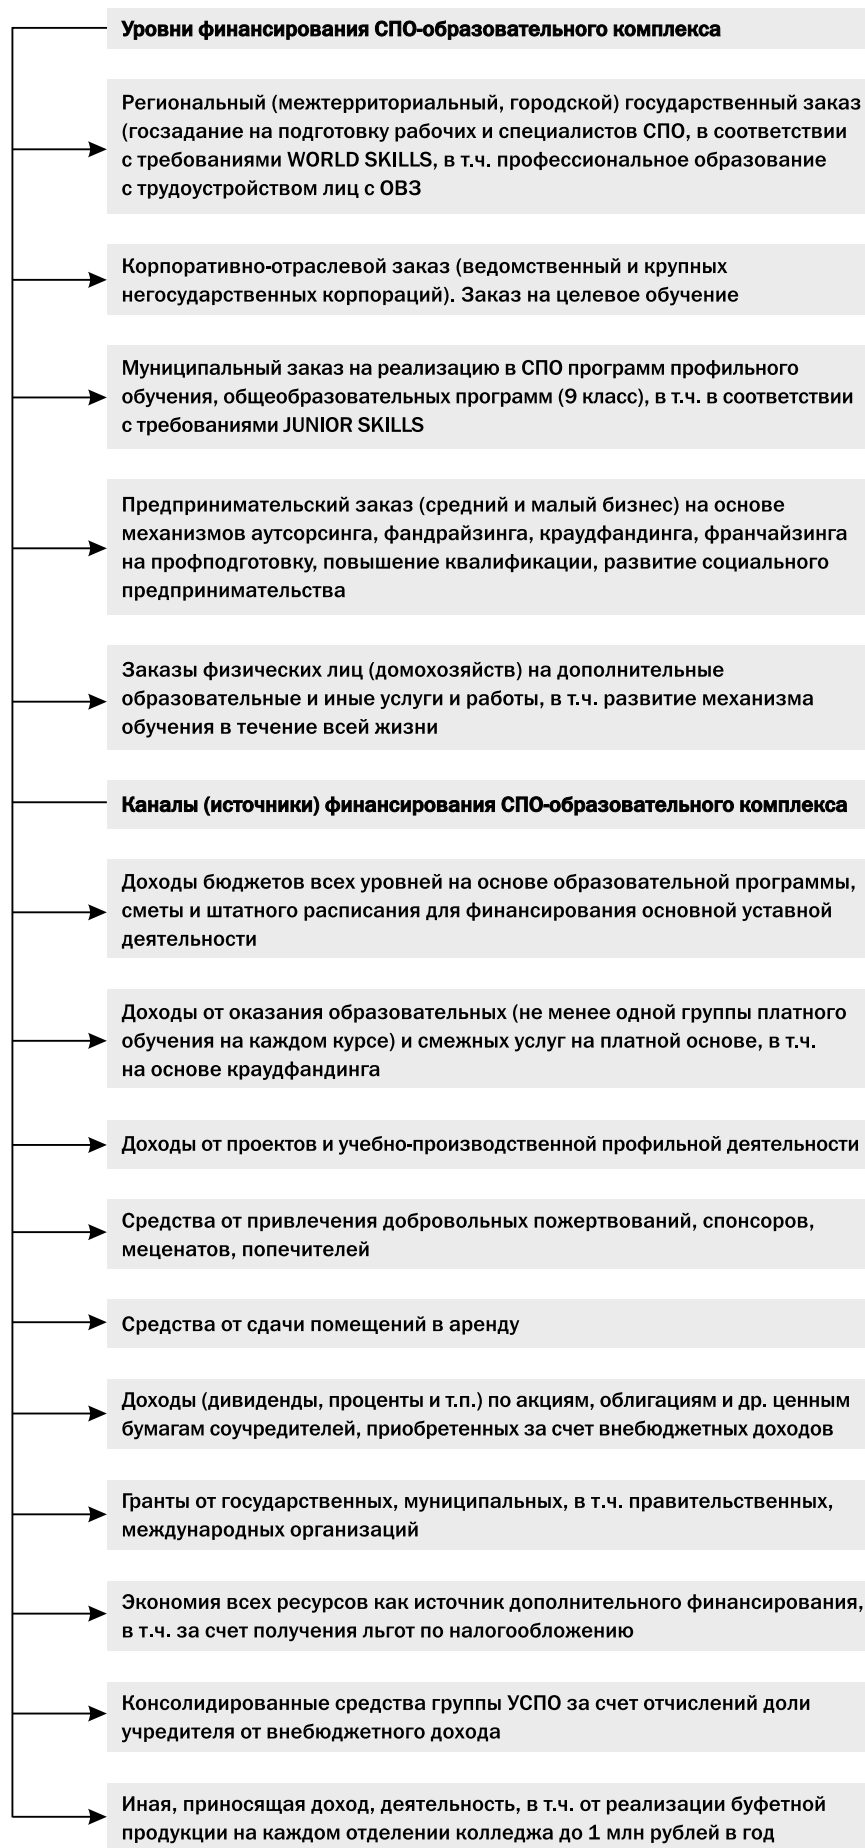 Уровни финансирования СПО-образовательного комплекса
Региональный (межтерриториальный, городской) государственный заказ
(госзадание на подготовку рабочих и специалистов СПО, в соответствии
с требованиями WORLD SKILLS, в т.ч. профессиональное образование
с трудоустройством лиц с ОВЗ
Корпоративно-отраслевой заказ (ведомственный и крупных
негосударственных корпораций). Заказ на целевое обучение
Муниципальный заказ на реализацию в СПО программ профильного
обучения, общеобразовательных программ (9 класс), в т.ч. в соответствии
с требованиями JUNIOR SKILLS
Предпринимательский заказ (средний и малый бизнес) на основе
механизмов аутсорсинга, фандрайзинга, краудфандинга, франчайзинга
на профподготовку, повышение квалификации, развитие социального
предпринимательства
Заказы физических лиц (домохозяйств) на дополнительные
образовательные и иные услуги и работы, в т.ч. развитие механизма
обучения в течение всей жизни
Каналы (источники) финансирования СПО-образовательного комплекса
Доходы бюджетов всех уровней на основе образовательной программы,
сметы и штатного расписания для финансирования основной уставной
деятельности
Доходы от оказания образовательных (не менее одной группы платного
обучения на каждом курсе) и смежных услуг на платной основе, в т.ч.
на основе краудфандинга
Доходы от проектов и учебно-производственной профильной деятельности
Средства от привлечения добровольных пожертвований, спонсоров,
меценатов, попечителей
Средства от сдачи помещений в аренду
Доходы (дивиденды, проценты и т.п.) по акциям, облигациям и др. ценным
бумагам соучредителей, приобретенных за счет внебюджетных доходов
Гранты от государственных, муниципальных, в т.ч. правительственных,
международных организаций
Экономия всех ресурсов как источник дополнительного финансирования,
в т.ч. за счет получения льгот по налогообложению
Консолидированные средства группы УСПО за счет отчислений доли
учредителя от внебюджетного дохода
Иная, приносящая доход, деятельность, в т.ч. от реализации буфетной
продукции на каждом отделении колледжа до 1 млн рублей в год